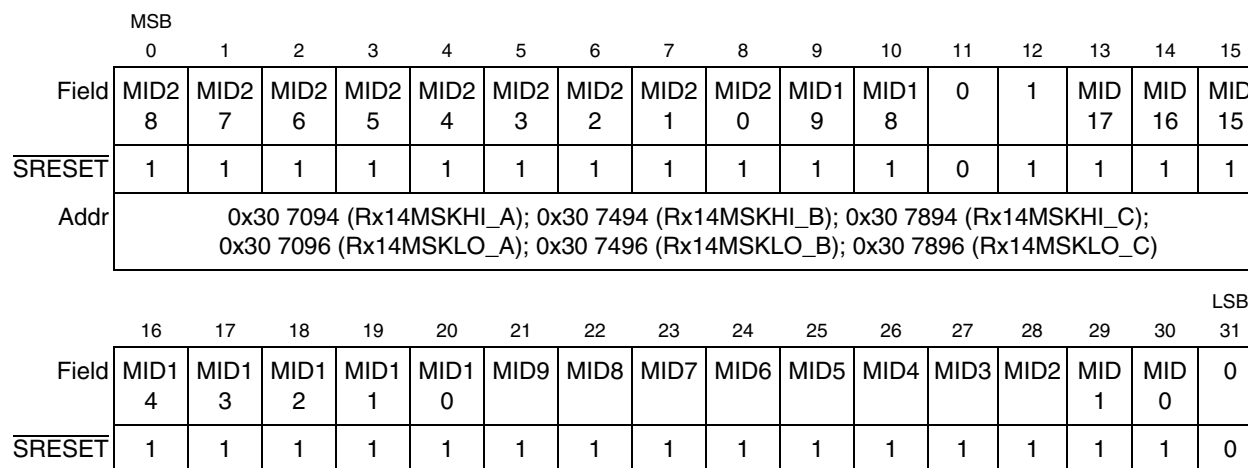 MSB
0 1 2 3 4 5 6 7 8 9 10 11 12 13 14 15
Field MID2 MID2 MID2 MID2 MID2 MID2 MID2 MID2 MID2 MID1 MID1 0 1 MID MID MID
8 7 6 5 4 3 2 1 0 9 8 17 16 15
SRESET 1 1 1 1 1 1 1 1 1 1 1 0 1 1 1 1
Addr 0x30 7094 (Rx14MSKHI_A); 0x30 7494 (Rx14MSKHI_B); 0x30 7894 (Rx14MSKHI_C);
0x30 7096 (Rx14MSKLO_A); 0x30 7496 (Rx14MSKLO_B); 0x30 7896 (Rx14MSKLO_C)
LSB
16 17 18 19 20 21 22 23 24 25 26 27 28 29 30 31
Field MID1 MID1 MID1 MID1 MID1 MID9 MID8 MID7 MID6 MID5 MID4 MID3 MID2 MID MID 0
4 3 2 1 0 1 0
SRESET 1 1 1 1 1 1 1 1 1 1 1 1 1 1 1 0